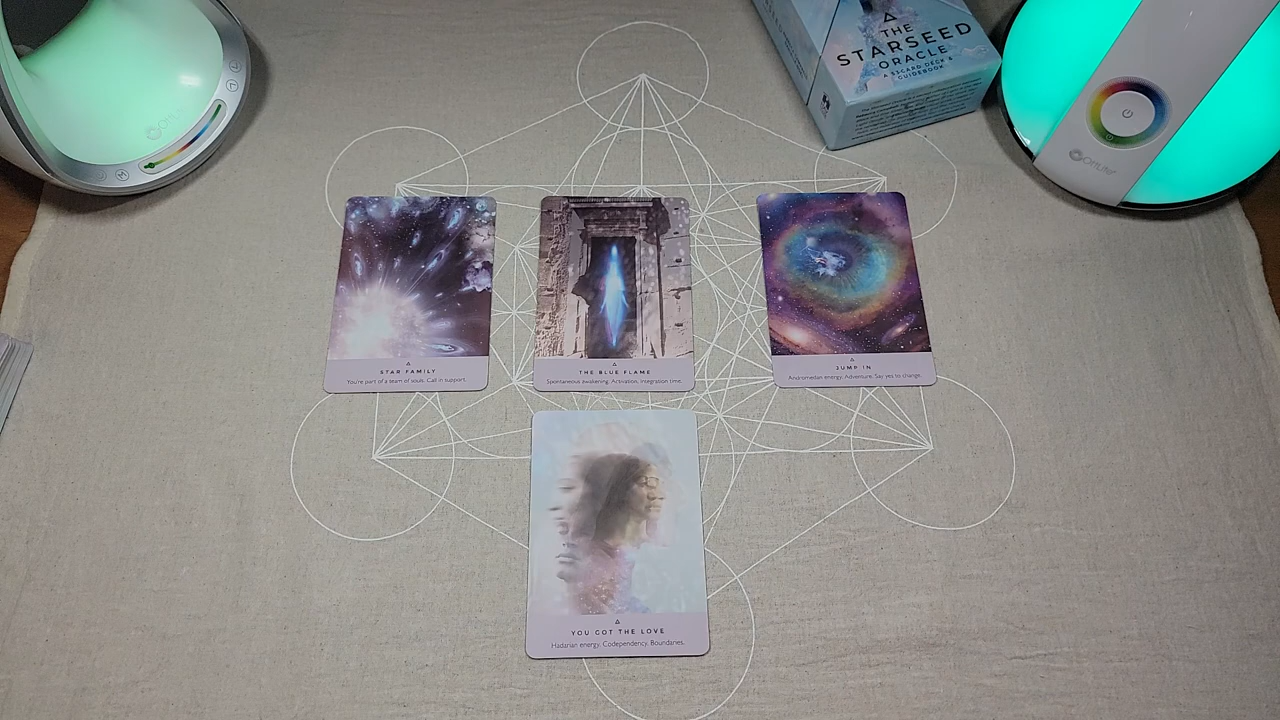 THE
STARSEED
ORACLE
A 53-CARD DECK &
GUIDEBOOK
OttLite
STAR FAMILY
You're part of a team of souls. Call in support.
THE BLUE FLAME
Spontaneous awakening. Activation, integration time.
JUMP IN
Andromedan energy. Adventure. Say yes to change.
YOU GOT THE LOVE
Hadarian energy. Codependency. Boundaries.